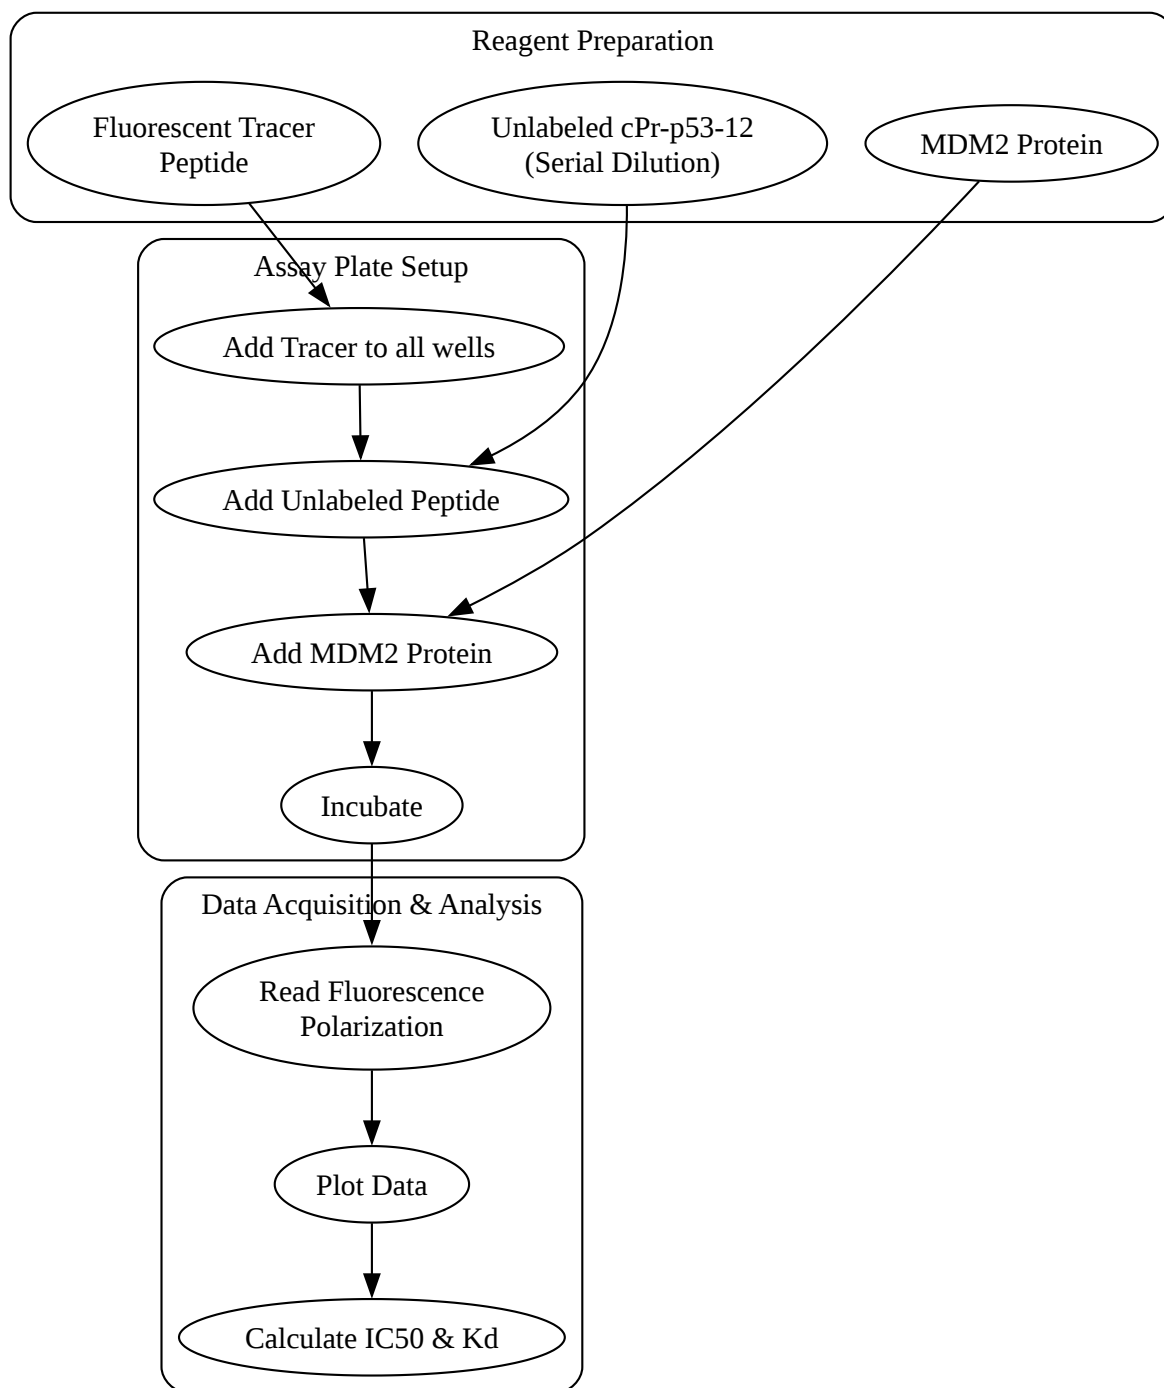 Reagent Preparation
Fluorescent Tracer
Peptide
Unlabeled cPr-p53-12
(Serial Dilution)
MDM2 Protein
Assay Plate Setup
Add Tracer to all wells
Add Unlabeled Peptide
Add MDM2 Protein
Incubate
Data Acquisition & Analysis
Read Fluorescence
Polarization
Plot Data
Calculate IC50 & Kd